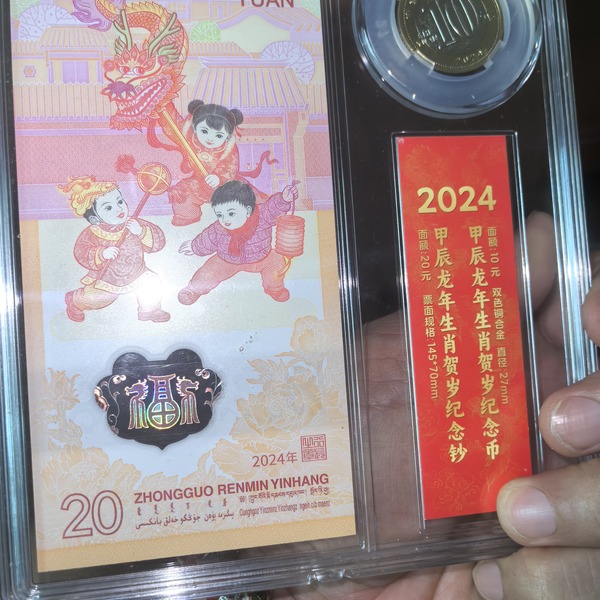 YUAN
福
2024年
20
ZHONGGUO RENMIN YINHANG
10
2024
2024
面额:10元 双色铜合金 直径:27mm
甲辰龙年生肖贺岁纪念币
甲辰龙年生肖贺岁纪念钞
面额:20元 票面规格:145*70mm